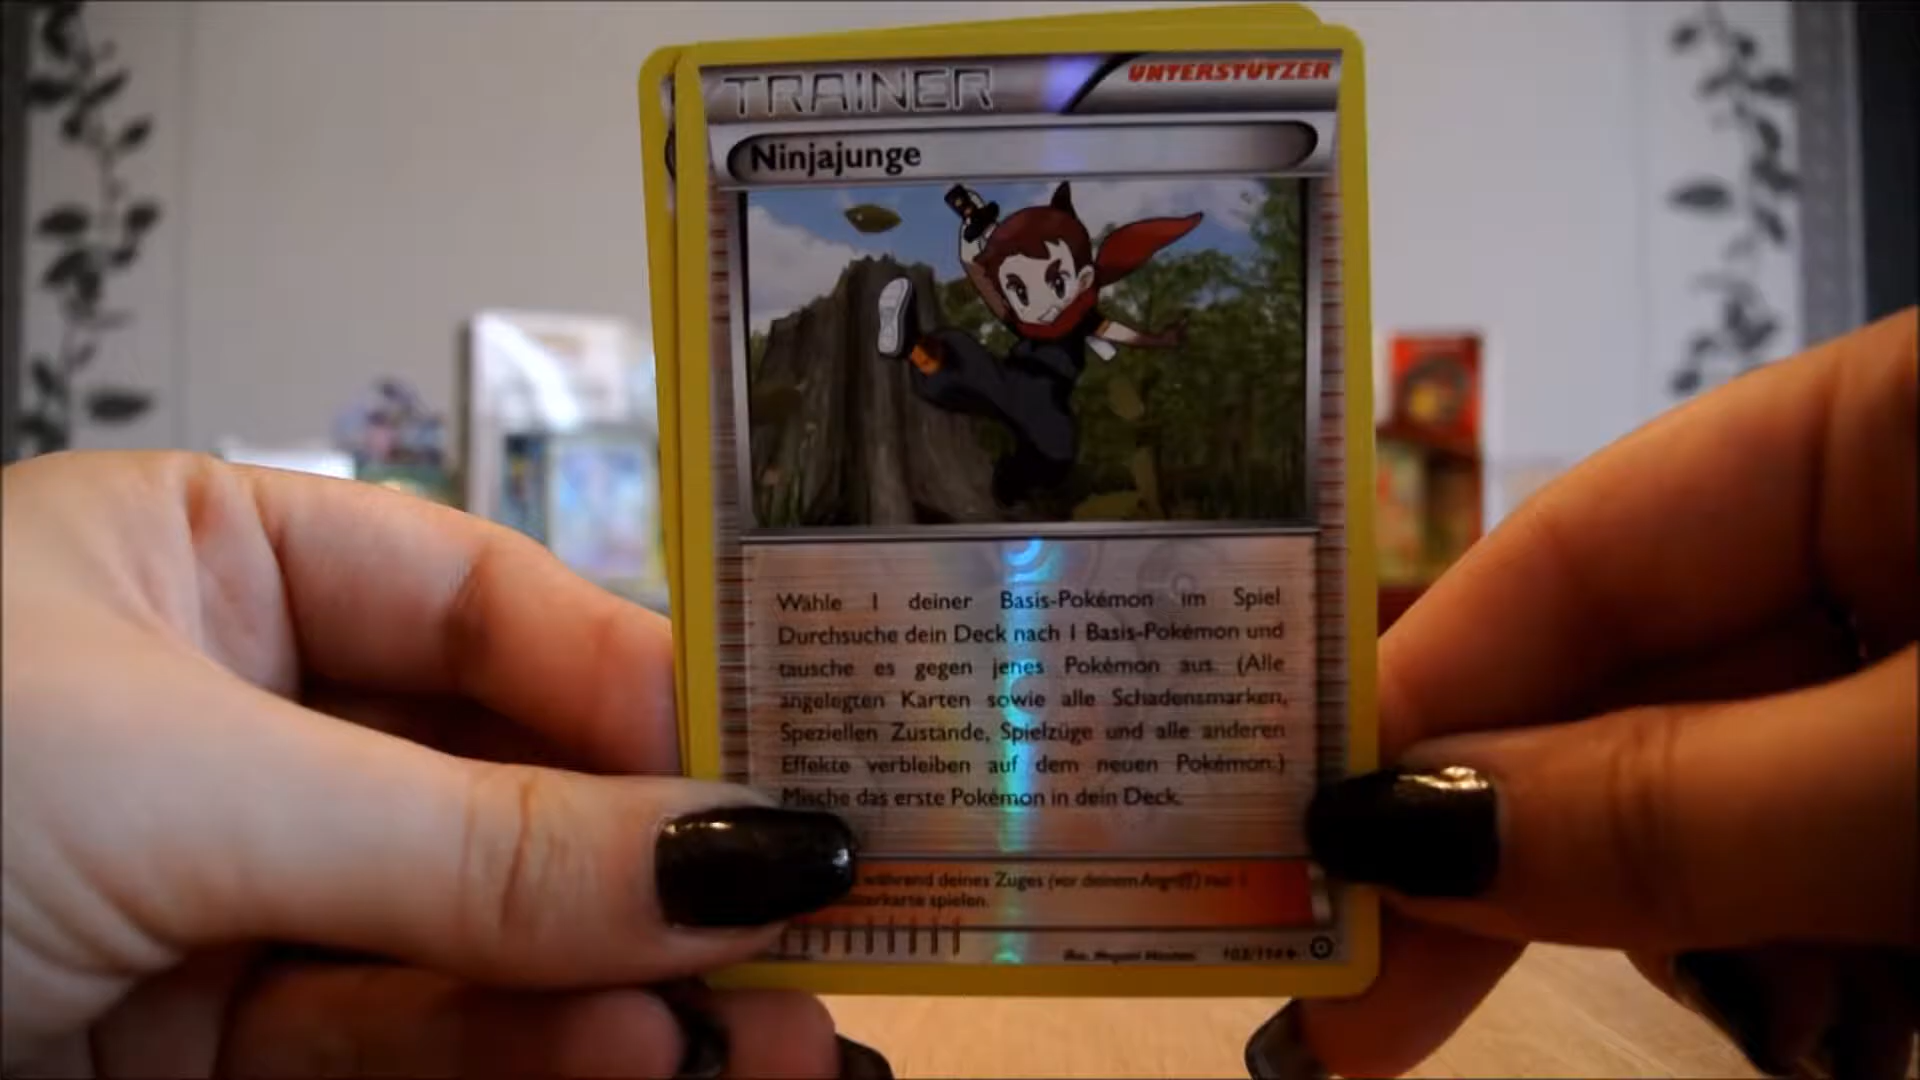 TRAINER
UNTERSTÜTZER
Ninjajunge
Wähle 1 deiner Basis-Pokémon im Spiel.
Durchsuche dein Deck nach 1 Basis-Pokémon und
tausche es gegen jenes Pokémon aus. (Alle
angelegten Karten sowie alle Schadensmarken,
Speziellen Zustände, Spielzüge und alle anderen
Effekte verbleiben auf dem neuen Pokémon.)
Mische das erste Pokémon in dein Deck.
während deines Zuges (vor deinem Angriff) nur 1
karte spielen.
103/114